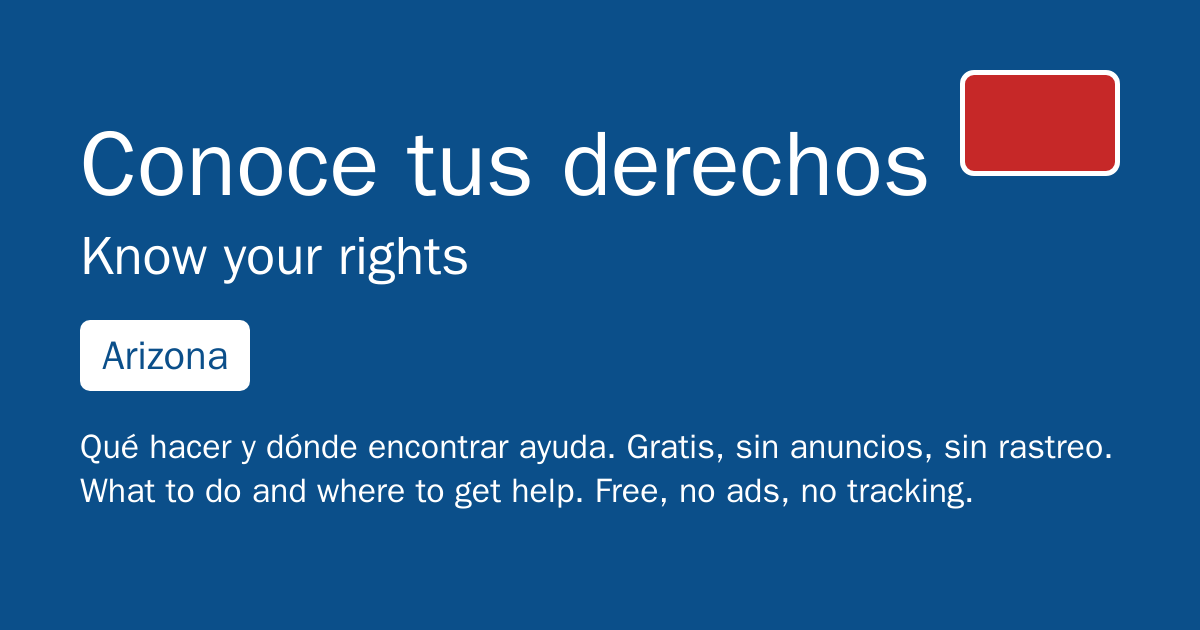 Conoce tus derechos
Know your rights
Arizona
Qué hacer y dónde encontrar ayuda. Gratis, sin anuncios, sin rastreo.
What to do and where to get help. Free, no ads, no tracking.